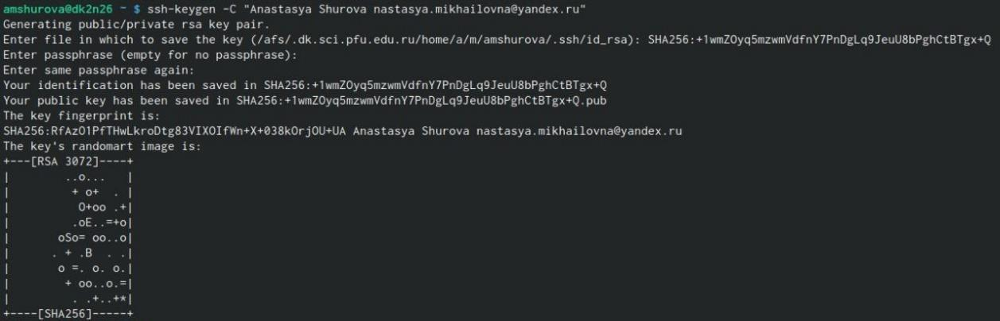 amshurova@dk2n26 ~ $ ssh-keygen -C "Anastasya Shurova nastasya.mikhailovna@yandex.ru"
Generating public/private rsa key pair.
Enter file in which to save the key (/afs/.dk.sci.pfu.edu.ru/home/a/m/amshurova/.ssh/id_rsa): SHA256:+1wmZOyq5mzwmVdfnY7PnDgLq9JeuU8bPghCtBTgx+Q
Enter passphrase (empty for no passphrase):
Enter same passphrase again:
Your identification has been saved in SHA256:+1wmZOyq5mzwmVdfnY7PnDgLq9JeuU8bPghCtBTgx+Q
Your public key has been saved in SHA256:+1wmZOyq5mzwmVdfnY7PnDgLq9JeuU8bPghCtBTgx+Q.pub
The key fingerprint is:
SHA256:RfAzO1PfTHwLkroDtg83VIXOIfWn+X+038kOrjOU+UA Anastasya Shurova nastasya.mikhailovna@yandex.ru
The key's randomart image is:
+---[RSA 3072]----+
|         ..o...   |
|          + o+  . |
|           O+oo .+|
|          .oE..=+o|
|        oSo= oo..o|
|       . + .B  . .|
|        o =. o. o.|
|         + oo..o.=|
|          . .+..+*|
+----[SHA256]-----+